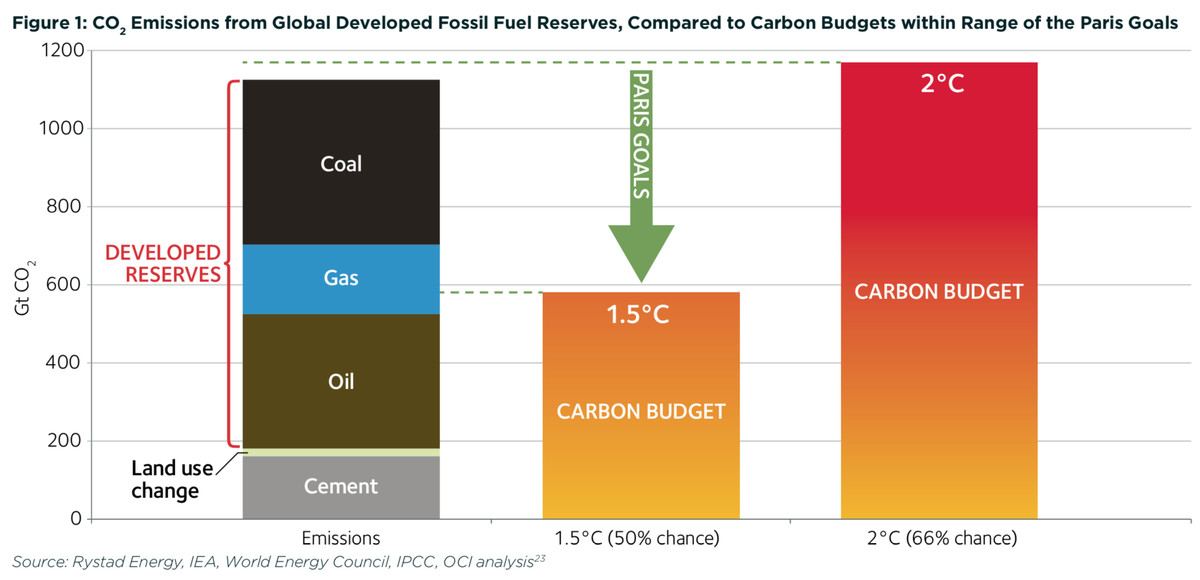 Figure 1: CO2 Emissions from Global Developed Fossil Fuel Reserves, Compared to Carbon Budgets within Range of the Paris Goals
1200
1000
800
600
400
200
0
Gt CO2
DEVELOPED
RESERVES
Coal
Gas
Oil
Land use
change
Cement
PARIS GOALS
1.5°C
CARBON BUDGET
2°C
CARBON BUDGET
Emissions
1.5°C (50% chance)
2°C (66% chance)
Source: Rystad Energy, IEA, World Energy Council, IPCC, OCI analysis23